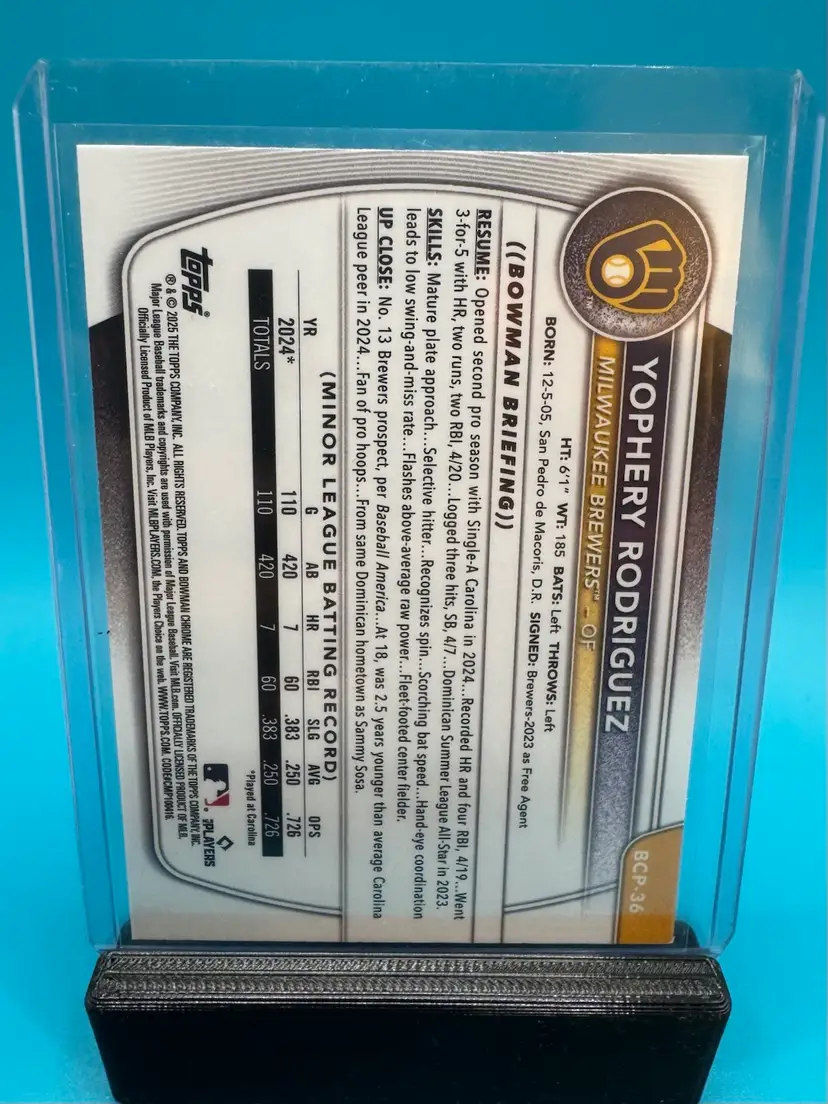 BCP-36
YOPHERY RODRIGUEZ
MILWAUKEE BREWERS™ – OF
HT: 6'1" WT: 185 BATS: Left THROWS: Left
BORN: 12-5-05, San Pedro de Macoris, D.R. SIGNED: Brewers-2023 as Free Agent
((BOWMAN BRIEFING))
RESUME: Opened second pro season with Single-A Carolina in 2024....Recorded HR and four RBI, 4/19....Went
3-for-5 with HR, two runs, two RBI, 4/20....Logged three hits, SB, 4/7....Dominican Summer League All-Star in 2023.
SKILLS: Mature plate approach....Selective hitter....Recognizes spin....Scorching bat speed....Hand-eye coordination
leads to low swing-and-miss rate....Flashes above-average raw power....Fleet-footed center fielder.
UP CLOSE: No. 13 Brewers prospect, per Baseball America....At 18, was 2.5 years younger than average Carolina
League peer in 2024....Fan of pro hoops....From same Dominican hometown as Sammy Sosa.
(MINOR LEAGUE BATTING RECORD)
YR G AB HR RBI SLG AVG OPS
2024* 110 420 7 60 .383 .250 .726
TOTALS 110 420 7 60 .383 .250 .726
*Played at Carolina
topps®
MLB PLAYERS
® & © 2025 THE TOPPS COMPANY, INC. ALL RIGHTS RESERVED. TOPPS AND BOWMAN CHROME ARE REGISTERED TRADEMARKS OF THE TOPPS COMPANY, INC.
Major League Baseball trademarks and copyrights are used with permission of Major League Baseball. Visit MLB.com. OFFICIALLY LICENSED PRODUCT OF MLB
Officially Licensed Product of MLB Players, Inc. Visit MLBPLAYERS.COM, the Players Choice on the web. WWW.TOPPS.COM. CODE#CMP109416